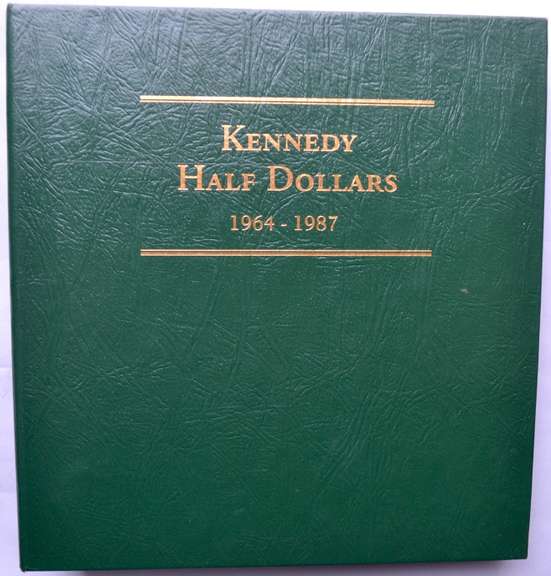 KENNEDY
HALF DOLLARS
1964 - 1987